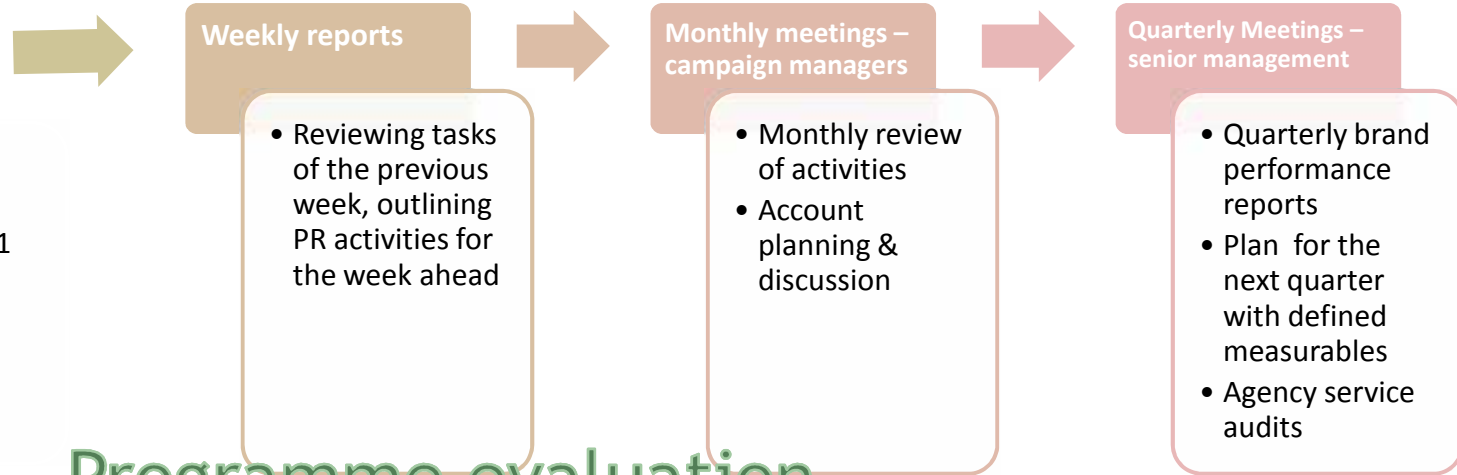 Weekly reports
• Reviewing tasks
of the previous
week, outlining
PR activities for
the week ahead
Monthly meetings –
campaign managers
• Monthly review
of activities
• Account
planning &
discussion
Quarterly Meetings –
senior management
• Quarterly brand
performance
reports
• Plan for the
next quarter
with defined
measurables
• Agency service
audits
1
Programme evaluation